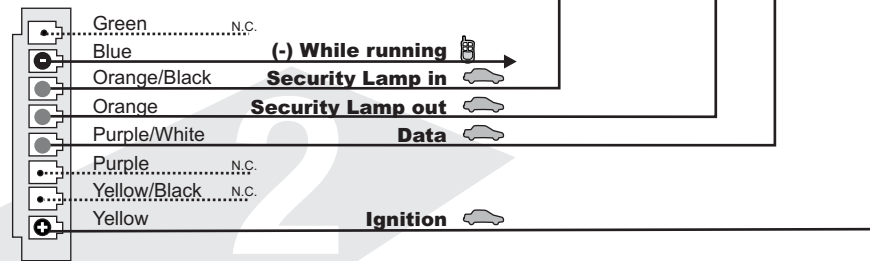 Green N.C.
Blue (-) While running
Orange/Black Security Lamp in
Orange Security Lamp out
Purple/White Data
Purple N.C.
Yellow/Black N.C.
Yellow Ignition
2